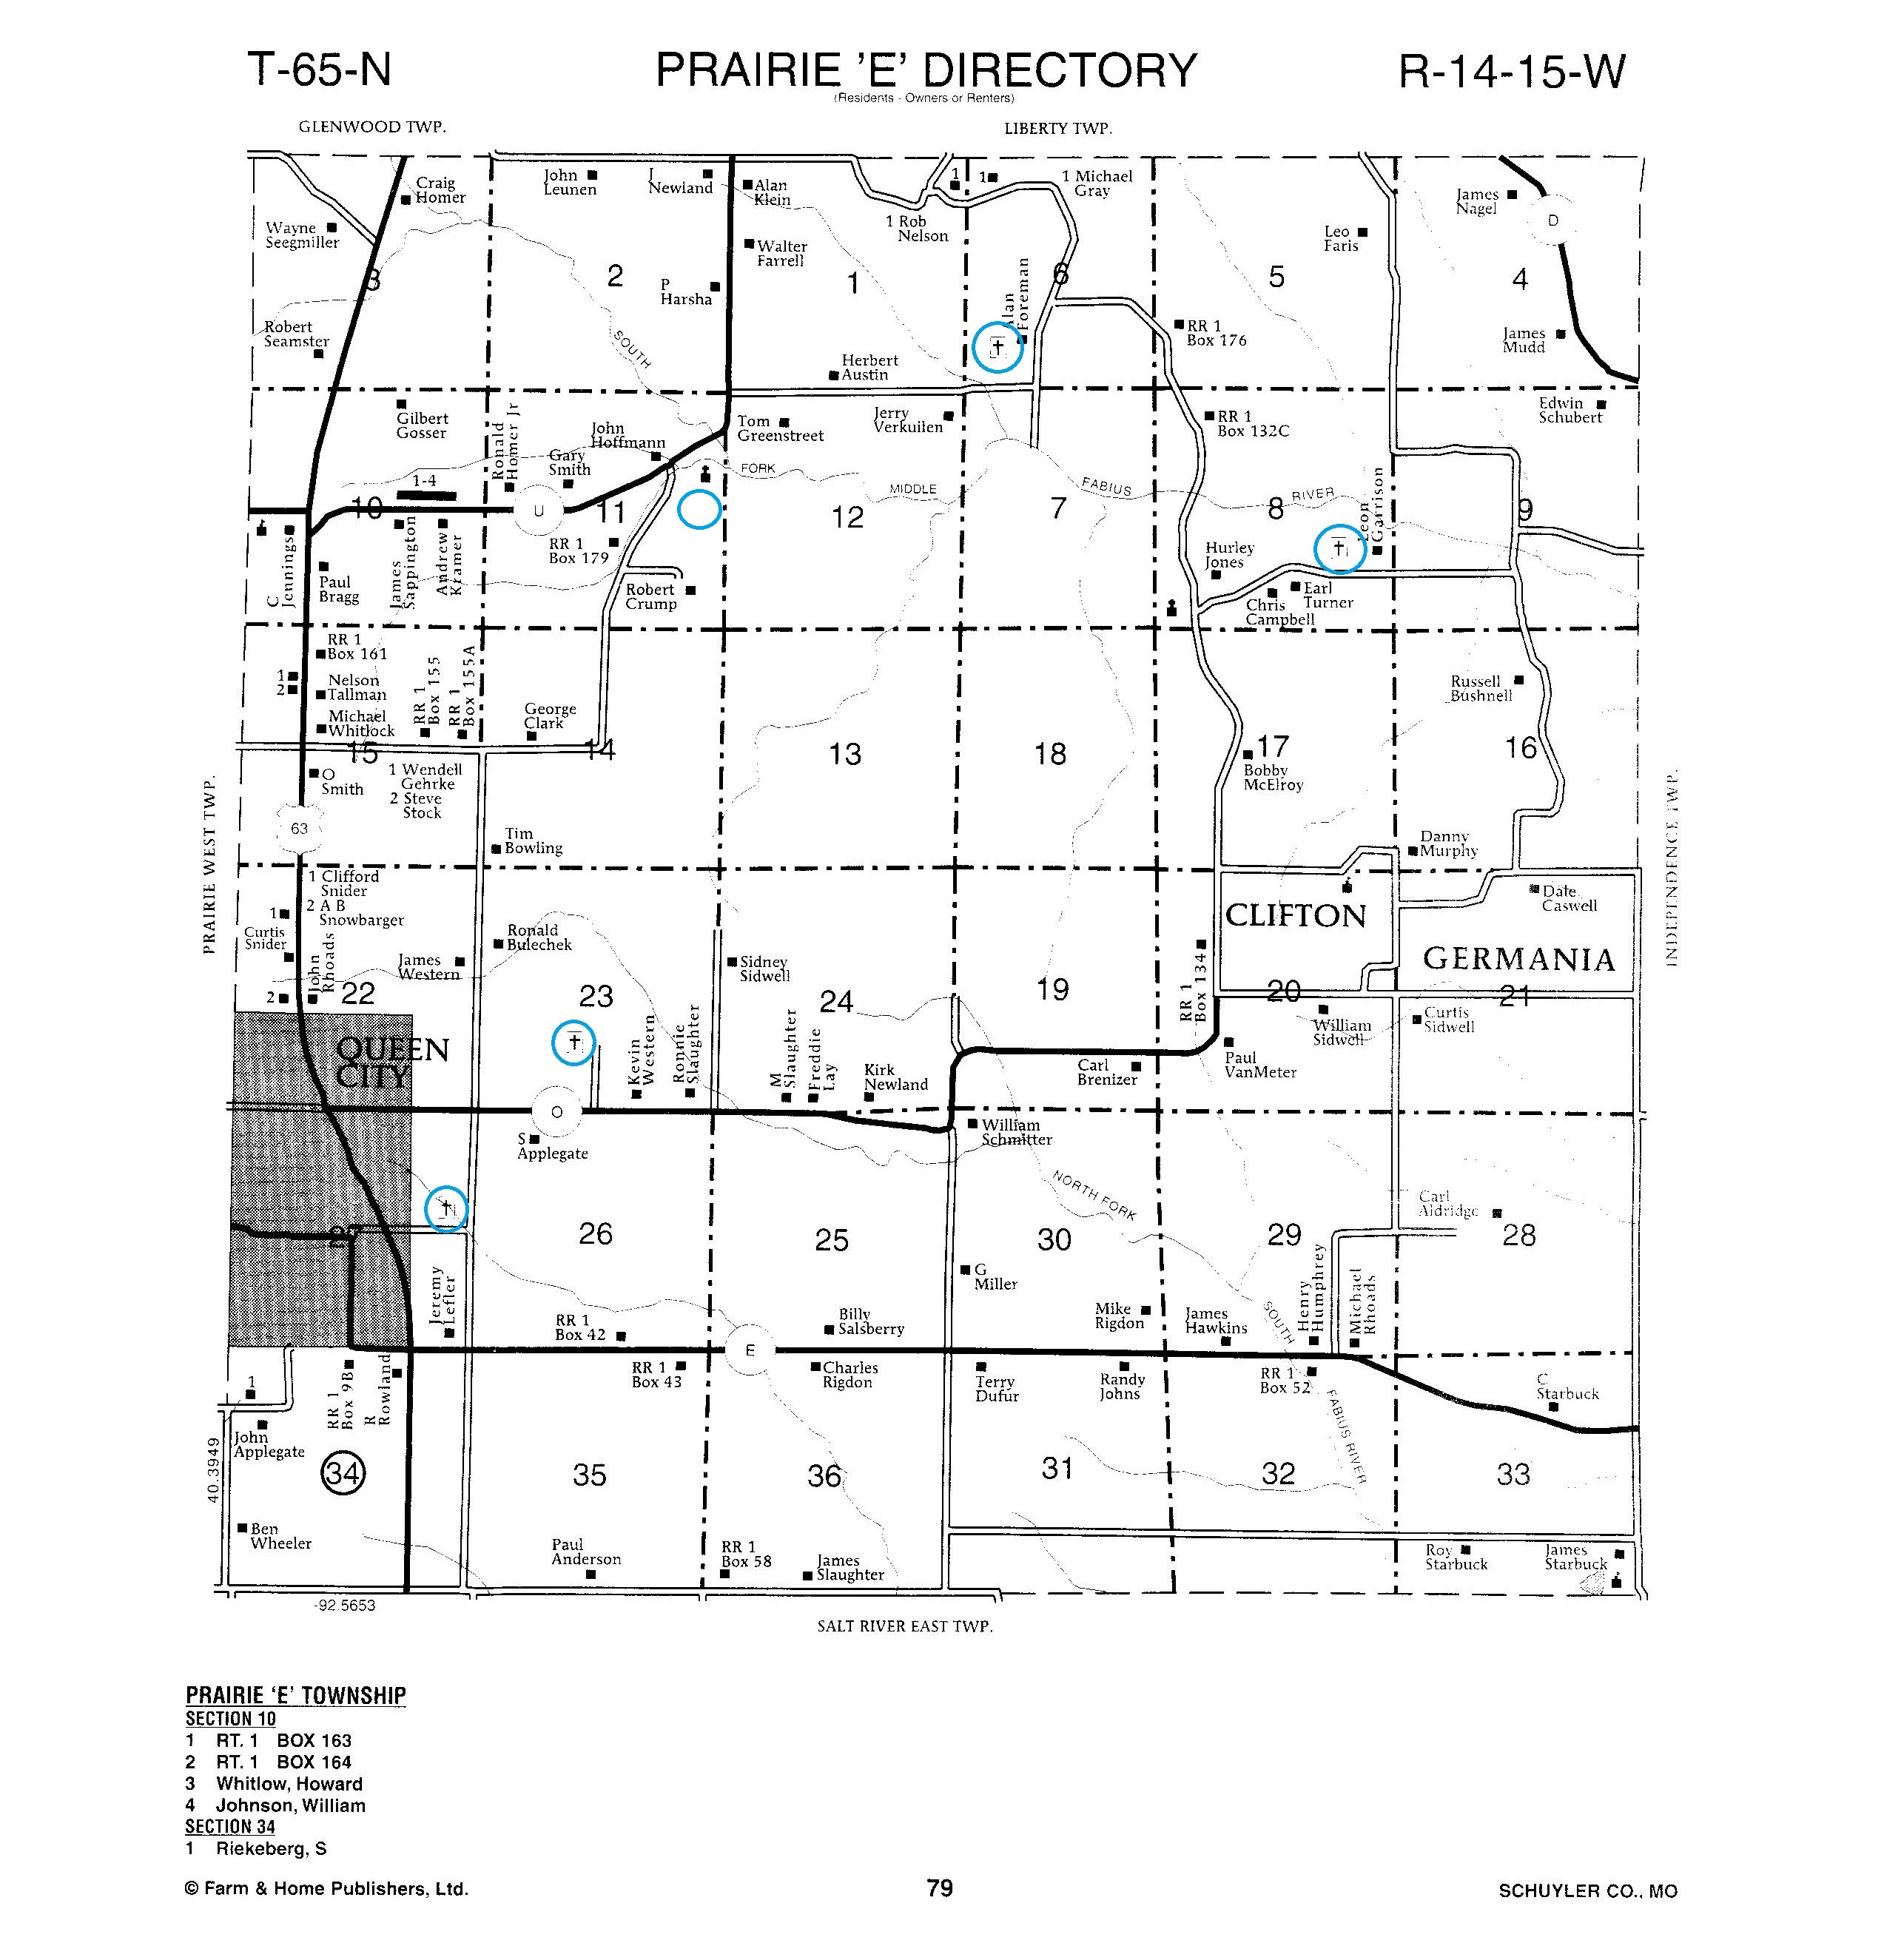 T-65-N
PRAIRIE 'E' DIRECTORY
R-14-15-W
(Residents - Owners or Renters)
GLENWOOD TWP.
LIBERTY TWP.
Craig
Homer
Wayne
Seegmiller
3
Robert
Seamster
John
Leunen
J
Newland
2
P
Harsha
SOUTH
Alan
Klein
Walter
Farrell
1
Herbert
Austin
1 Rob
Nelson
1
1
1 Michael
Gray
6
Alan
Foreman
RR 1
Box 176
5
Leo
Faris
James
Nagel
D
4
James
Mudd
Gilbert
Gosser
1-4
10
C
Jennings
Paul
Bragg
James
Sappington
Andrew
Kramer
Ronald
Homer Jr
Gary
Smith
John
Hoffmann
U
11
RR 1
Box 179
Robert
Crump
Tom
Greenstreet
FORK
Jerry
Verkuilen
MIDDLE
12
7
FABIUS
RR 1
Box 132C
8
RIVER
Hurley
Jones
Chris
Campbell
Earl
Turner
Leon
Garrison
9
Edwin
Schubert
RR 1
Box 161
1
2
Nelson
Tallman
Michael
Whitlock
RR 1
Box 155
RR 1
Box 155A
15
O
Smith
1 Wendell
Gehrke
2 Steve
Stock
63
George
Clark
14
Tim
Bowling
13
18
17
Bobby
McElroy
Russell
Bushnell
16
Danny
Murphy
PRAIRIE WEST TWP.
INDEPENDENCE TWP.
1 Clifford
Snider
2 A B
Snowbarger
1
Curtis
Snider
2
John
Rhoads
James
Western
22
QUEEN
CITY
Ronald
Bulechek
23
Kevin
Western
Ronnie
Slaughter
O
Sidney
Sidwell
24
M
Slaughter
Freddie
Lay
Kirk
Newland
19
Carl
Brenizer
RR 1
Box 134
CLIFTON
20
Paul
VanMeter
William
Sidwell
Date
Caswell
GERMANIA
21
Curtis
Sidwell
2
Jeremy
Lefler
S
Applegate
26
RR 1
Box 42
25
Billy
Salsberry
E
William
Schmitter
NORTH FORK
30
G
Miller
Mike
Rigdon
29
James
Hawkins
SOUTH
Henry
Humphrey
Michael
Rhoads
Carl
Aldridge
28
1
John
Applegate
RR 1
Box 9B
R
Rowland
34
Ben
Wheeler
40.3949
RR 1
Box 43
35
Paul
Anderson
Charles
Rigdon
36
RR 1
Box 58
James
Slaughter
Terry
Dufur
Randy
Johns
31
RR 1
Box 52
32
FABIUS RIVER
C
Starbuck
33
Roy
Starbuck
James
Starbuck
-92.5653
SALT RIVER EAST TWP.
PRAIRIE 'E' TOWNSHIP
SECTION 10
1 RT. 1 BOX 163
2 RT. 1 BOX 164
3 Whitlow, Howard
4 Johnson, William
SECTION 34
1 Riekeberg, S
© Farm & Home Publishers, Ltd.
79
SCHUYLER CO., MO